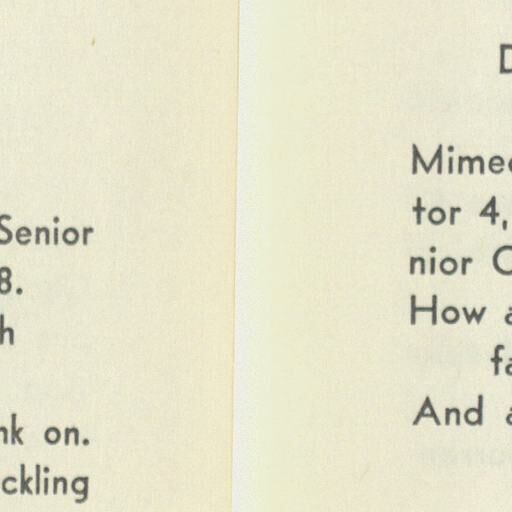 Senior
8.
h
nk on.
ckling
D
Mimeo
tor 4,
nior C
How a
fa
And a